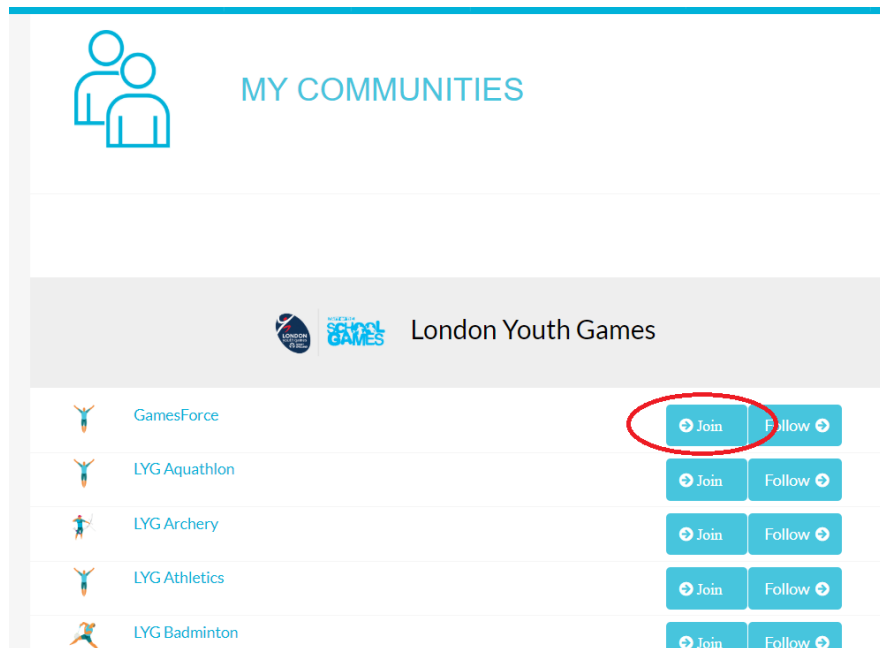 MY COMMUNITIES
LONDON
SCHOOL
GAMES
London Youth Games
GamesForce
Join
Follow
LYG Aquathlon
Join
Follow
LYG Archery
Join
Follow
LYG Athletics
Join
Follow
LYG Badminton
Join
Follow